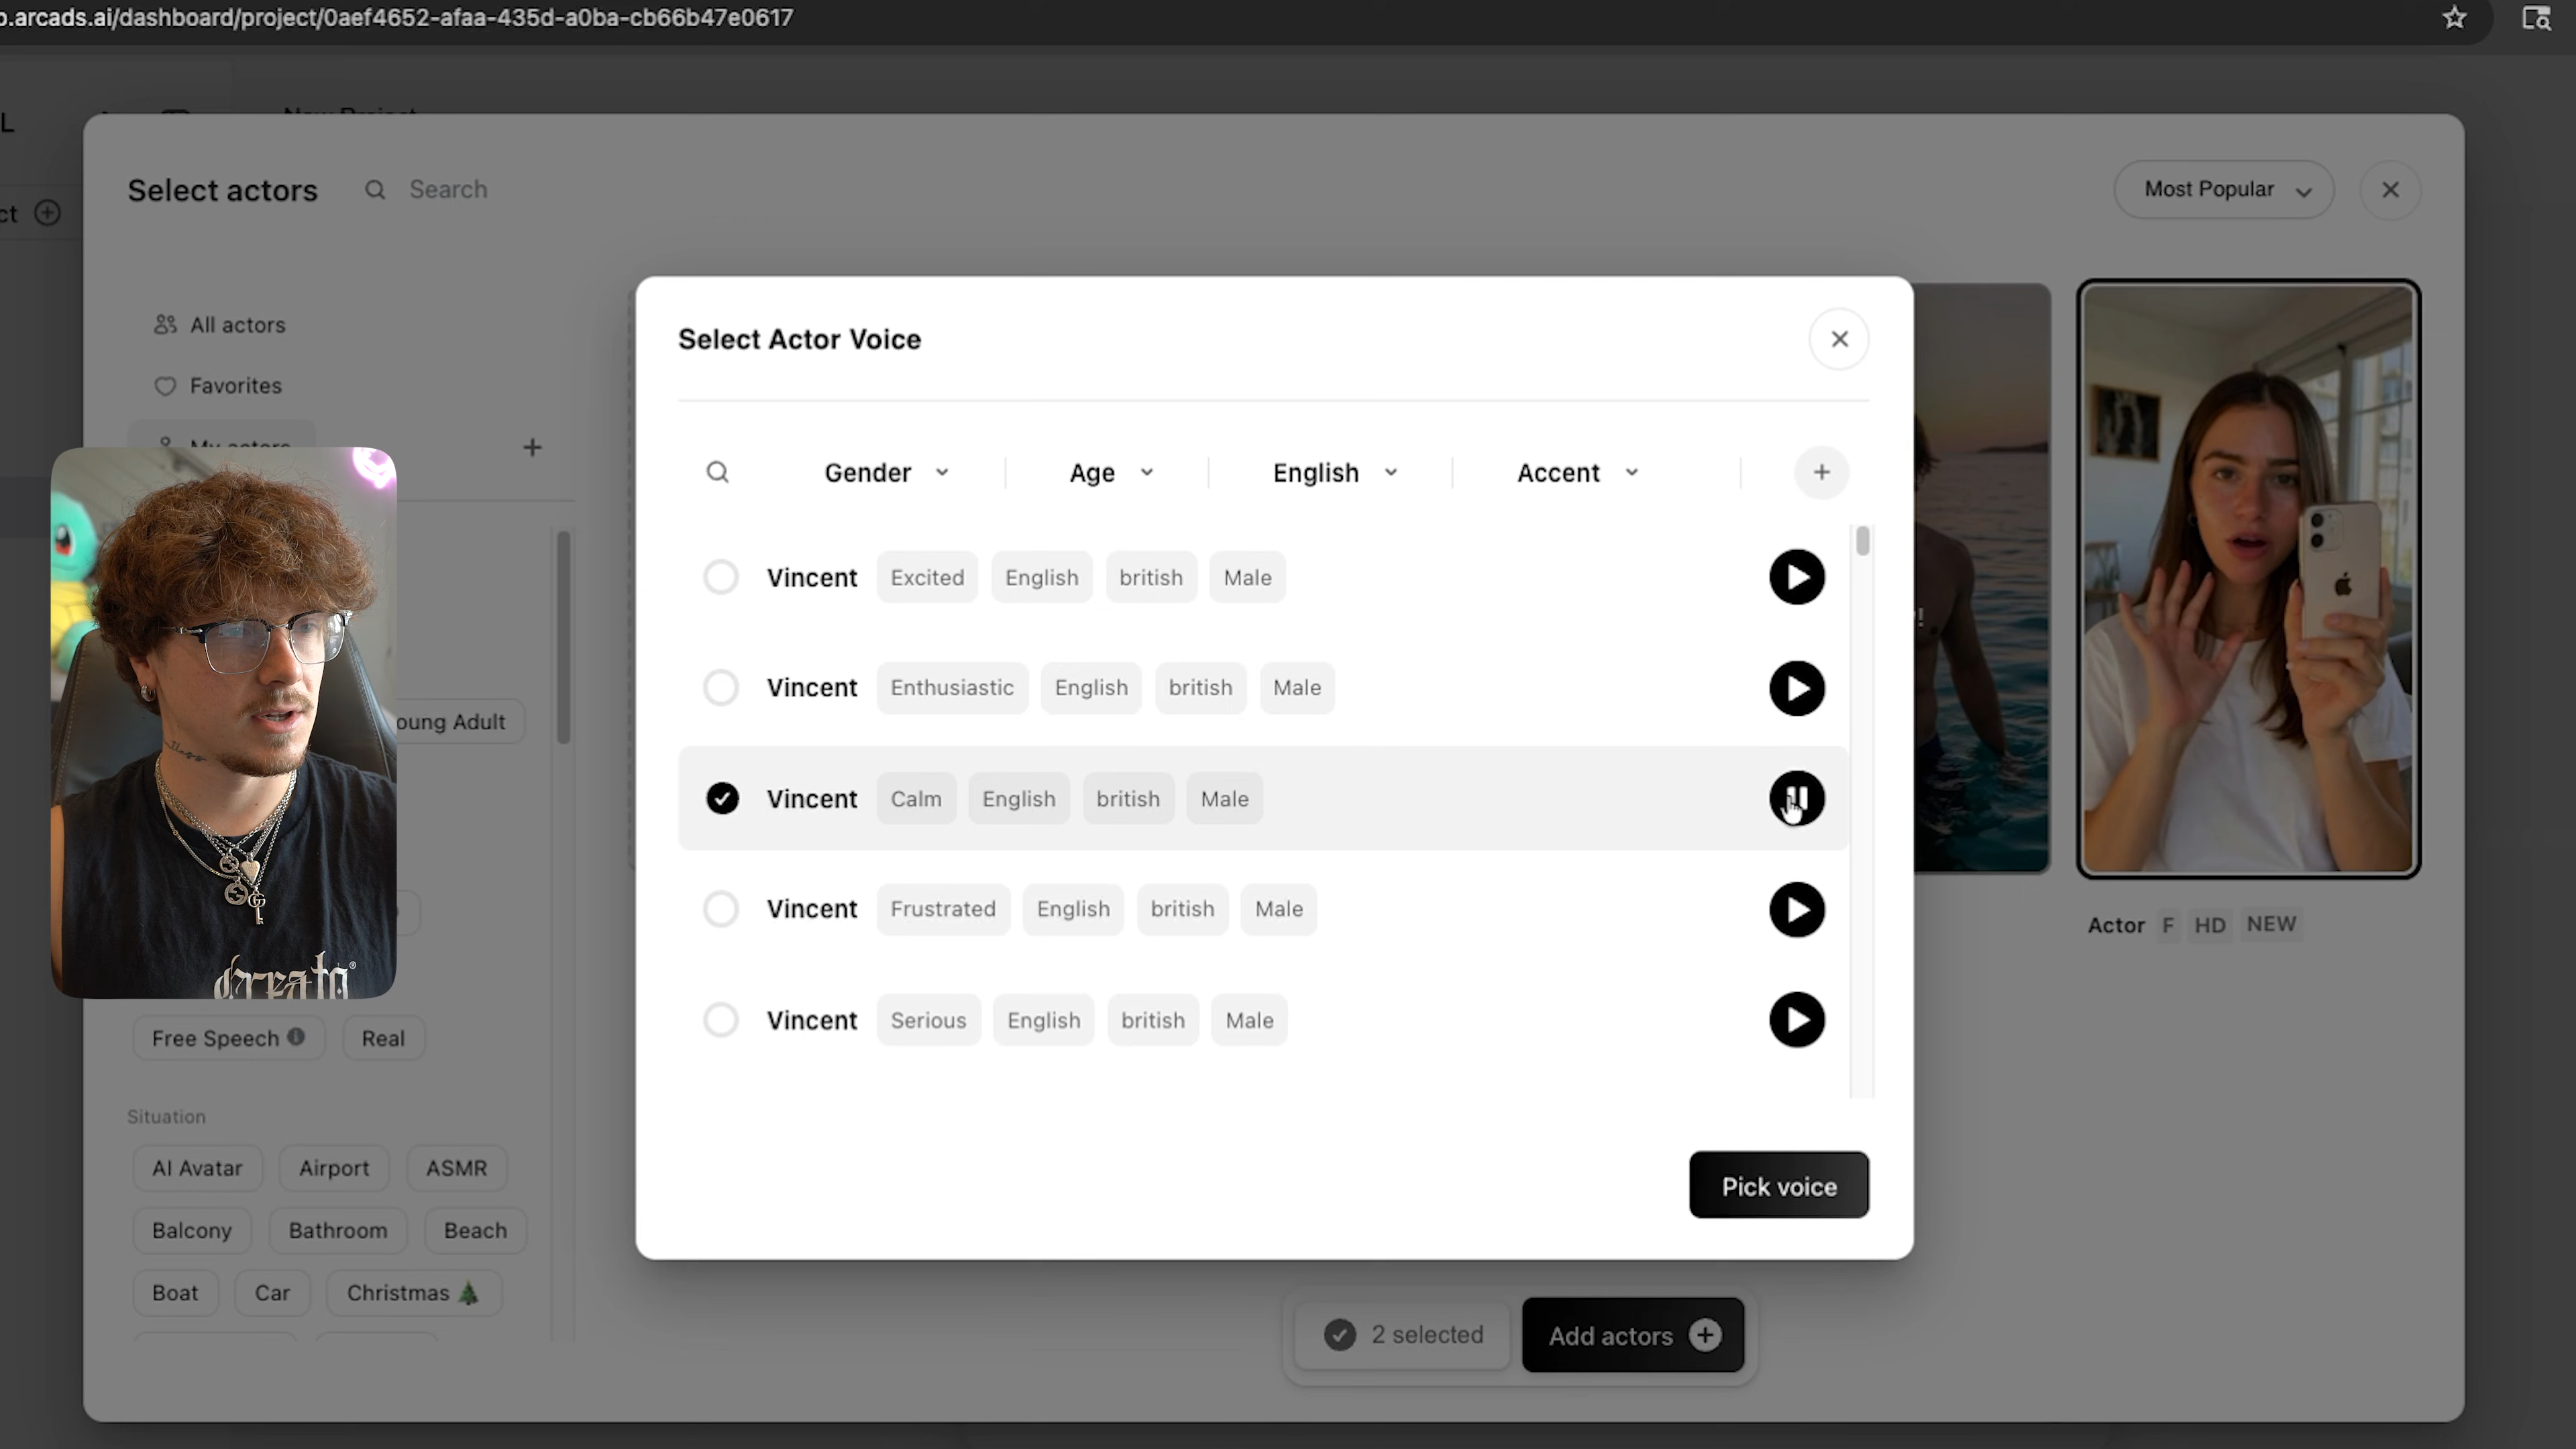 o.arcads.ai/dashboard/project/0aef4652-afaa-435d-a0ba-cb66b47e0617
L
New Project
Select actors
Search
Most Popular
ct
All actors
Favorites
My actors
Select Actor Voice
Gender
Age
English
Accent
Vincent Excited English british Male
Vincent Enthusiastic English british Male
oung Adult
Vincent Calm English british Male
Vincent Frustrated English british Male
Actor F HD NEW
Vincent Serious English british Male
Free Speech Real
Situation
AI Avatar Airport ASMR
Pick voice
Balcony Bathroom Beach
Boat Car Christmas 🎄
2 selected
Add actors